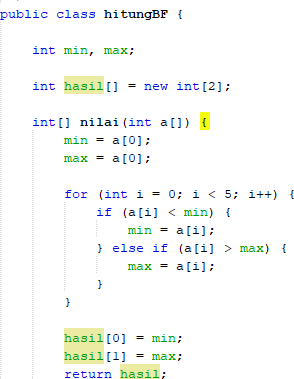 public class hitungBF {
int min, max;
int hasil[] = new int[2];
int[] nilai(int a[]) {
min = a[0];
max = a[0];
for (int i = 0; i < 5; i++) {
if (a[i] < min) {
min = a[i];
} else if (a[i] > max) {
max = a[i];
}
}
hasil[0] = min;
hasil[1] = max;
return hasil;